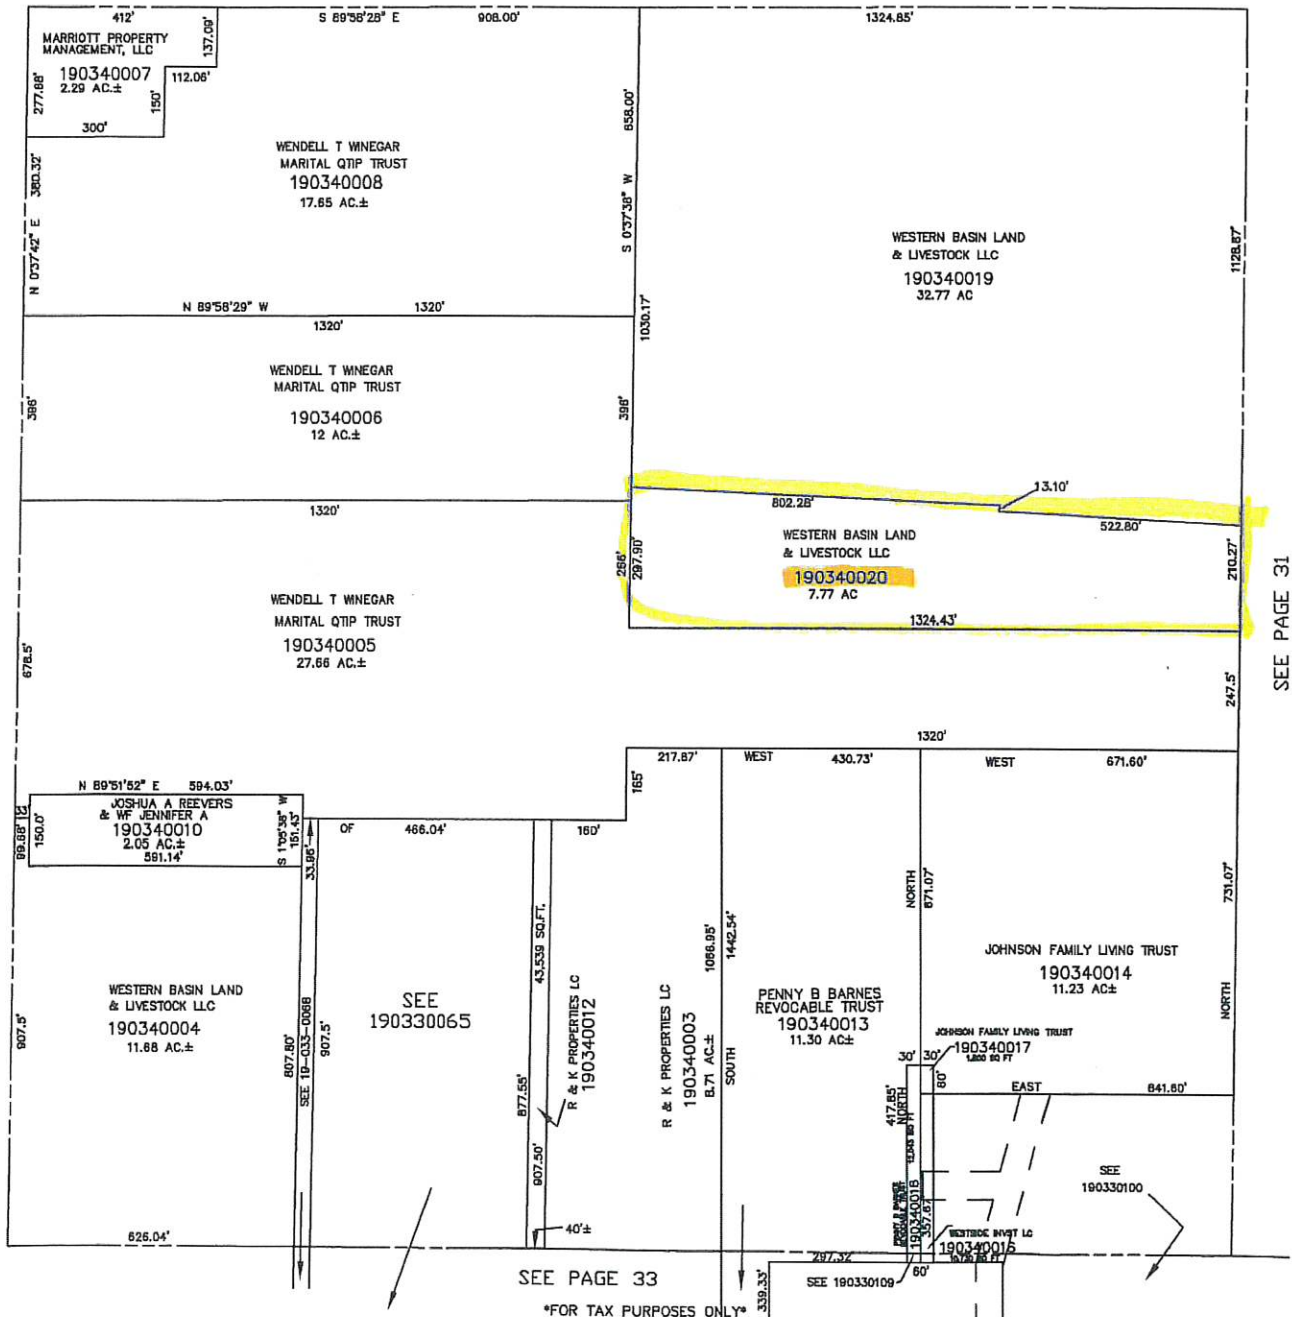 412'
S 89°58'28" E 908.00'
1324.85'
MARRIOTT PROPERTY
MANAGEMENT, LLC
190340007
2.29 AC.±
137.09'
112.06'
150'
277.88'
300'
N 0°37'42" E 380.32'
WENDELL T WINEGAR
MARITAL QTIP TRUST
190340008
17.65 AC.±
858.00'
S 0°37'38" W
WESTERN BASIN LAND
& LIVESTOCK LLC
190340019
32.77 AC
1128.87'
N 89°58'29" W 1320'
1320'
1030.17'
WENDELL T WINEGAR
MARITAL QTIP TRUST
190340006
12 AC.±
396'
396'
13.10'
802.28'
522.80'
1320'
WESTERN BASIN LAND
& LIVESTOCK LLC
190340020
7.77 AC
266'
297.90'
210.27'
1324.43'
SEE PAGE 31
WENDELL T WINEGAR
MARITAL QTIP TRUST
190340005
27.66 AC.±
678.5'
247.5'
1320'
217.87'
WEST 430.73'
WEST 671.60'
165'
N 89°51'52" E 594.03'
JOSHUA A REEVERS
& WF JENNIFER A
190340010
2.05 AC.±
591.14'
99.68'
150.0'
S 1°05'38" W
151.43'
33.96'
OF 466.04'
160'
43,539 SQ.FT.
NORTH
671.07'
731.07'
WESTERN BASIN LAND
& LIVESTOCK LLC
190340004
11.68 AC.±
907.5'
807.80'
SEE 19-033-0068
907.5'
SEE
190330065
877.55'
907.50'
R & K PROPERTIES LC
190340012
R & K PROPERTIES LC
190340003
8.71 AC.±
1066.95'
1442.54'
SOUTH
PENNY B BARNES
REVOCABLE TRUST
190340013
11.30 AC±
JOHNSON FAMILY LIVING TRUST
190340014
11.23 AC±
NORTH
JOHNSON FAMILY LIVING TRUST
190340017
1,800 SQ FT
30' 30'
60'
EAST 641.60'
417.85'
NORTH
190340018
357.67'
SEE
190330100
WESTSIDE INVST LC
190340016
626.04'
40'±
297.32'
60'
SEE 190330109
339.33'
SEE PAGE 33
*FOR TAX PURPOSES ONLY*